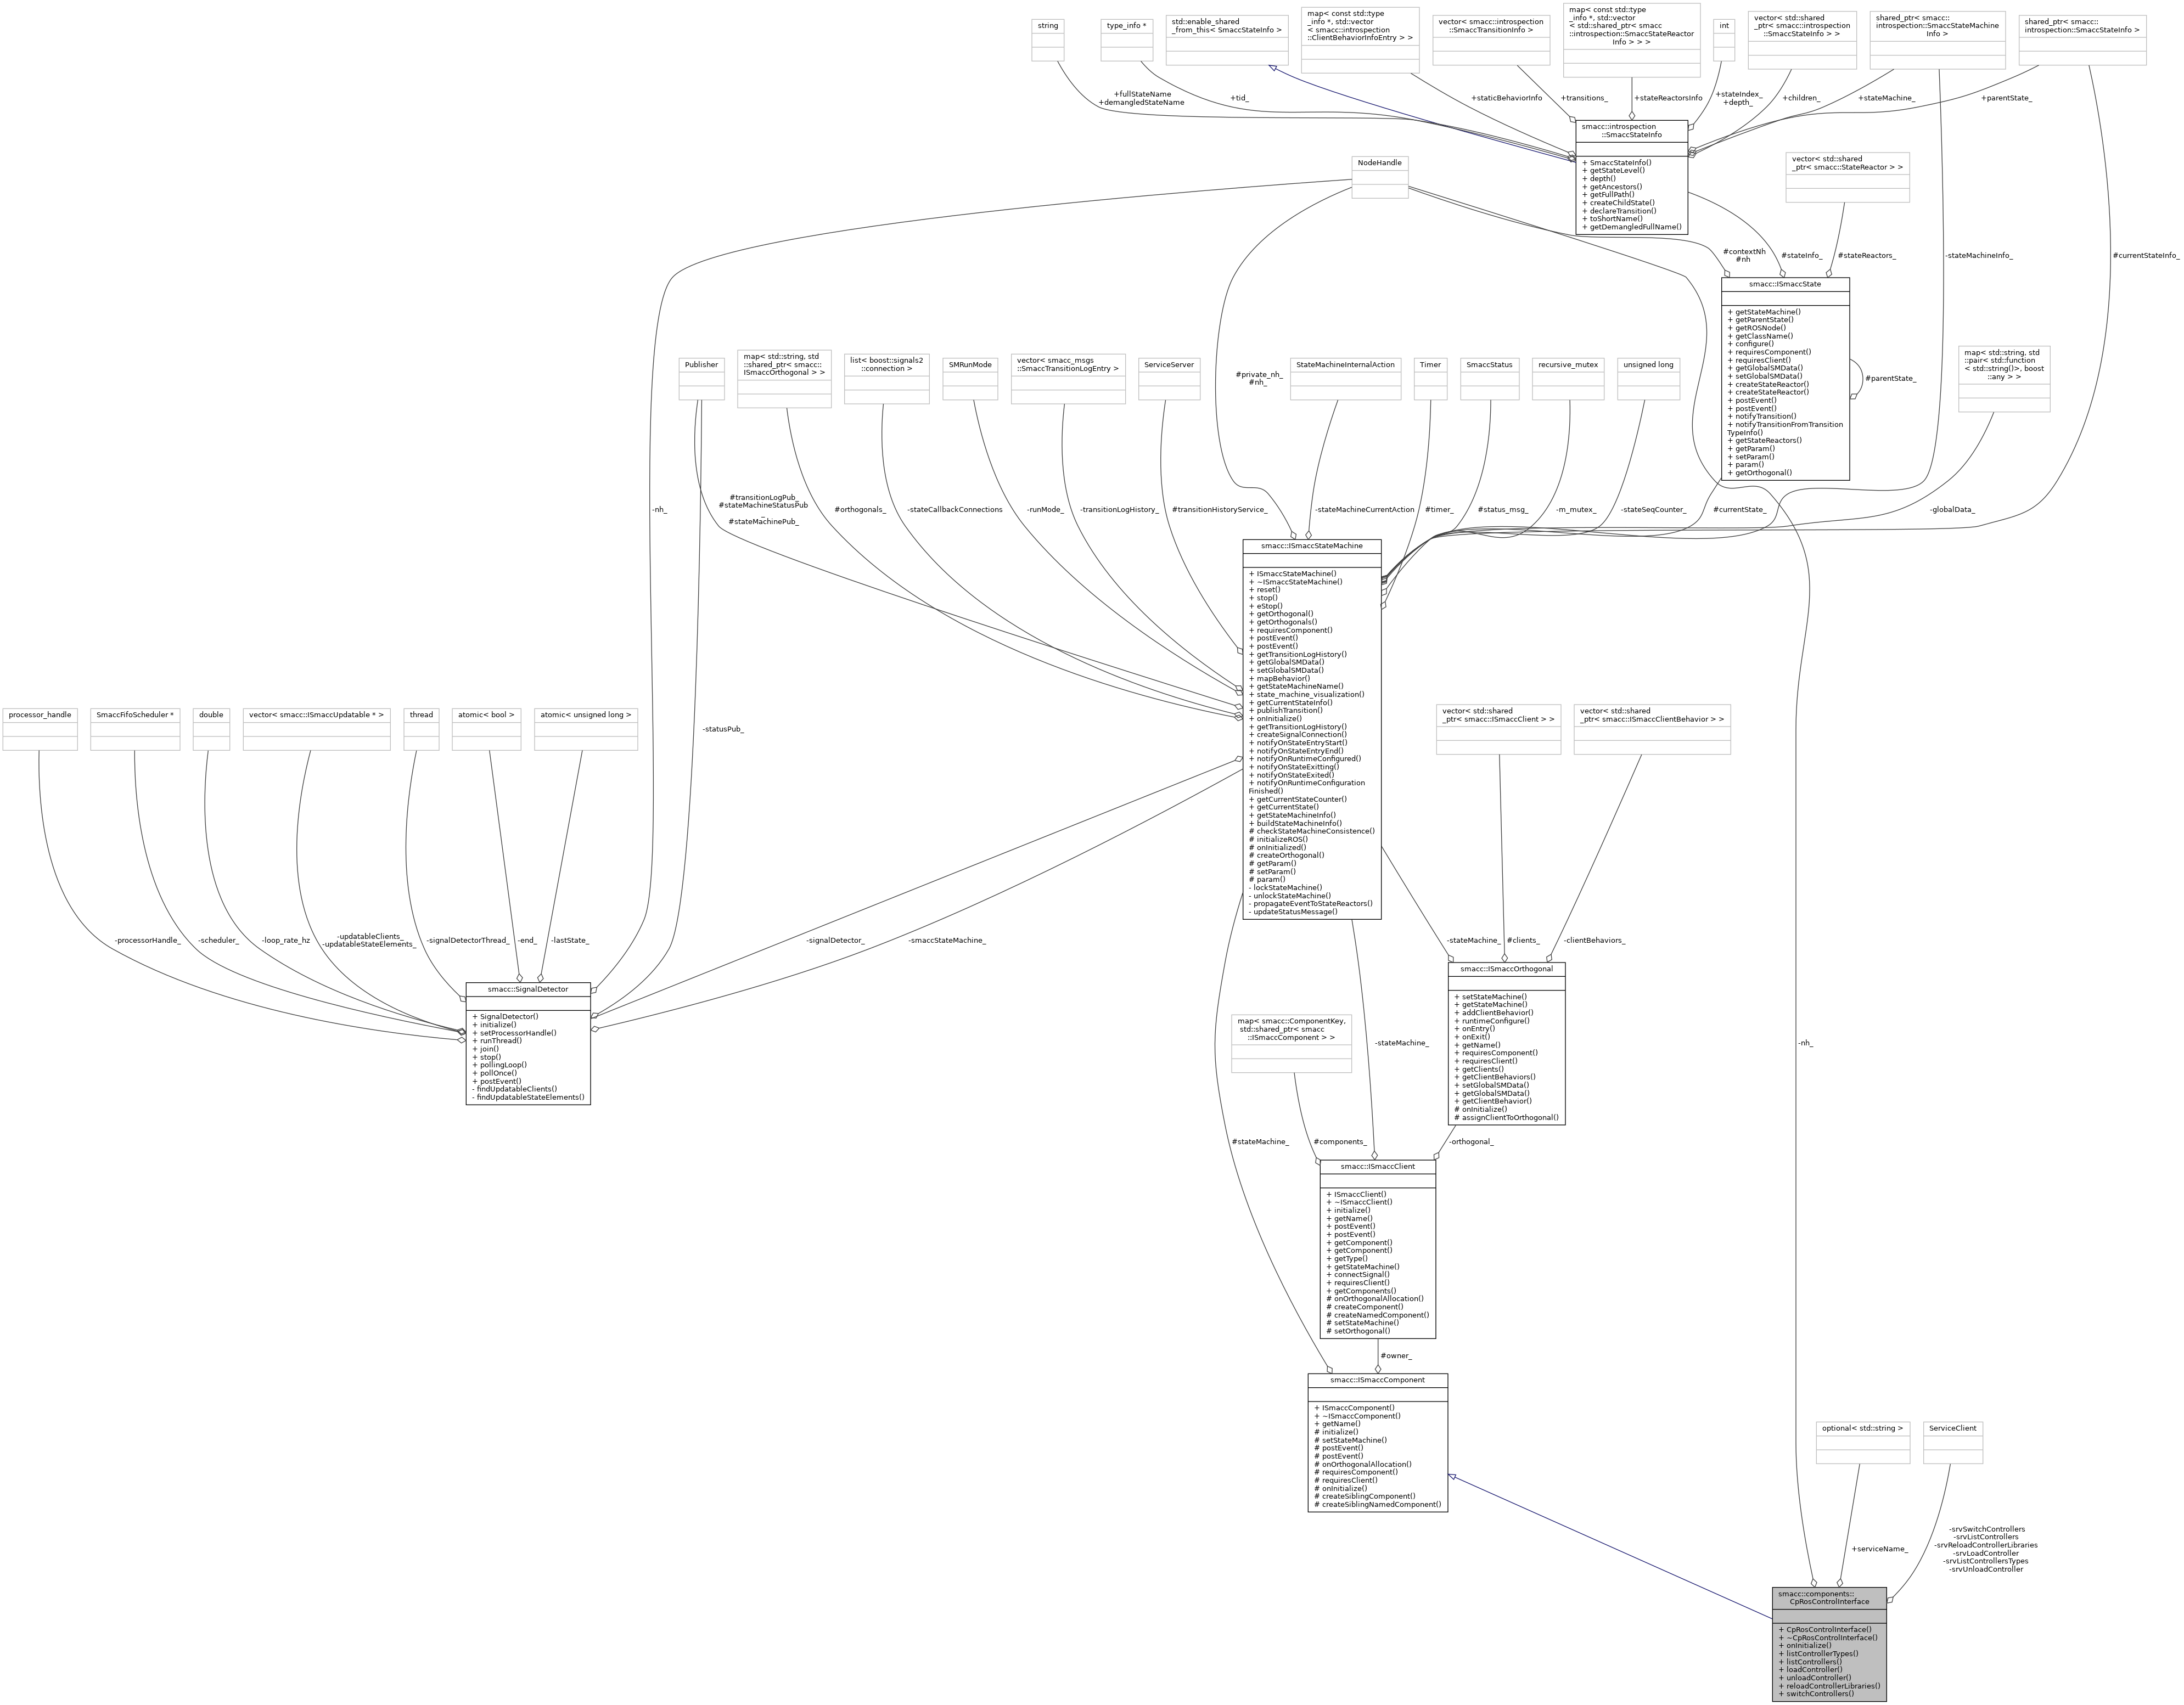 string
type_info *
std::enable_shared
_from_this< SmaccStateInfo >
map< const std::type
_info *, std::vector
< smacc::introspection
::ClientBehaviorInfoEntry > >
vector< smacc::introspection
::SmaccTransitionInfo >
map< const std::type
_info *, std::vector
< std::shared_ptr< smacc
::introspection::SmaccStateReactor
Info > > >
int
vector< std::shared
_ptr< smacc::introspection
::SmaccStateInfo > >
shared_ptr< smacc::
introspection::SmaccStateMachine
Info >
shared_ptr< smacc::
introspection::SmaccStateInfo >
+fullStateName
+demangledStateName
+tid_
+staticBehaviorInfo
+transitions_
+stateReactorsInfo
+stateIndex_
+depth_
+children_
+stateMachine_
+parentState_
smacc::introspection
::SmaccStateInfo
+ SmaccStateInfo()
+ getStateLevel()
+ depth()
+ getAncestors()
+ getFullPath()
+ createChildState()
+ declareTransition()
+ toShortName()
+ getDemangledFullName()
NodeHandle
vector< std::shared
_ptr< smacc::StateReactor > >
#contextNh
#nh
#stateInfo_
#stateReactors_
-stateMachineInfo_
#currentStateInfo_
smacc::ISmaccState
+ getStateMachine()
+ getParentState()
+ getROSNode()
+ getClassName()
+ configure()
+ requiresComponent()
+ requiresClient()
+ getGlobalSMData()
+ setGlobalSMData()
+ createStateReactor()
+ createStateReactor()
+ postEvent()
+ postEvent()
+ notifyTransition()
+ notifyTransitionFromTransition
TypeInfo()
+ getStateReactors()
+ getParam()
+ setParam()
+ param()
+ getOrthogonal()
#parentState_
map< std::string, std
::pair< std::function
< std::string()>, boost
::any > >
Publisher
map< std::string, std
::shared_ptr< smacc::
ISmaccOrthogonal > >
list< boost::signals2
::connection >
SMRunMode
vector< smacc_msgs
::SmaccTransitionLogEntry >
ServiceServer
#private_nh_
#nh_
StateMachineInternalAction
Timer
SmaccStatus
recursive_mutex
unsigned long
-nh_
#transitionLogPub_
#stateMachineStatusPub
_
#stateMachinePub_
#orthogonals_
-stateCallbackConnections
-runMode_
-transitionLogHistory_
#transitionHistoryService_
-stateMachineCurrentAction
#timer_
#status_msg_
-m_mutex_
-stateSeqCounter_
#currentState_
-globalData_
smacc::ISmaccStateMachine
+ ISmaccStateMachine()
+ ~ISmaccStateMachine()
+ reset()
+ stop()
+ eStop()
+ getOrthogonal()
+ getOrthogonals()
+ requiresComponent()
+ postEvent()
+ postEvent()
+ getTransitionLogHistory()
+ getGlobalSMData()
+ setGlobalSMData()
+ mapBehavior()
+ getStateMachineName()
+ state_machine_visualization()
+ getCurrentStateInfo()
+ publishTransition()
+ onInitialize()
+ getTransitionLogHistory()
+ createSignalConnection()
+ notifyOnStateEntryStart()
+ notifyOnStateEntryEnd()
+ notifyOnRuntimeConfigured()
+ notifyOnStateExitting()
+ notifyOnStateExited()
+ notifyOnRuntimeConfiguration
Finished()
+ getCurrentStateCounter()
+ getCurrentState()
+ getStateMachineInfo()
+ buildStateMachineInfo()
# checkStateMachineConsistence()
# initializeROS()
# onInitialized()
# createOrthogonal()
# getParam()
# setParam()
# param()
- lockStateMachine()
- unlockStateMachine()
- propagateEventToStateReactors()
- updateStatusMessage()
processor_handle
SmaccFifoScheduler *
double
vector< smacc::ISmaccUpdatable * >
thread
atomic< bool >
atomic< unsigned long >
-statusPub_
vector< std::shared
_ptr< smacc::ISmaccClient > >
vector< std::shared
_ptr< smacc::ISmaccClientBehavior > >
-processorHandle_
-scheduler_
-loop_rate_hz
-updatableClients_
-updatableStateElements_
-signalDetectorThread_
-end_
-lastState_
-signalDetector_
-smaccStateMachine_
-stateMachine_
#clients_
-clientBehaviors_
smacc::SignalDetector
+ SignalDetector()
+ initialize()
+ setProcessorHandle()
+ runThread()
+ join()
+ stop()
+ pollingLoop()
+ pollOnce()
+ postEvent()
- findUpdatableClients()
- findUpdatableStateElements()
smacc::ISmaccOrthogonal
+ setStateMachine()
+ getStateMachine()
+ addClientBehavior()
+ runtimeConfigure()
+ onEntry()
+ onExit()
+ getName()
+ requiresComponent()
+ requiresClient()
+ getClients()
+ getClientBehaviors()
+ setGlobalSMData()
+ getGlobalSMData()
+ getClientBehavior()
# onInitialize()
# assignClientToOrthogonal()
map< smacc::ComponentKey,
std::shared_ptr< smacc
::ISmaccComponent > >
-stateMachine_
-nh_
#stateMachine_
#components_
-orthogonal_
smacc::ISmaccClient
+ ISmaccClient()
+ ~ISmaccClient()
+ initialize()
+ getName()
+ postEvent()
+ postEvent()
+ getComponent()
+ getComponent()
+ getType()
+ getStateMachine()
+ connectSignal()
+ requiresClient()
+ getComponents()
# onOrthogonalAllocation()
# createComponent()
# createNamedComponent()
# setStateMachine()
# setOrthogonal()
#owner_
smacc::ISmaccComponent
+ ISmaccComponent()
+ ~ISmaccComponent()
+ getName()
# initialize()
# setStateMachine()
# postEvent()
# postEvent()
# onOrthogonalAllocation()
# requiresComponent()
# requiresClient()
# onInitialize()
# createSiblingComponent()
# createSiblingNamedComponent()
optional< std::string >
ServiceClient
+serviceName_
-srvSwitchControllers
-srvListControllers
-srvReloadControllerLibraries
-srvLoadController
-srvListControllersTypes
-srvUnloadController
smacc::components::
CpRosControlInterface
+ CpRosControlInterface()
+ ~CpRosControlInterface()
+ onInitialize()
+ listControllerTypes()
+ listControllers()
+ loadController()
+ unloadController()
+ reloadControllerLibraries()
+ switchControllers()